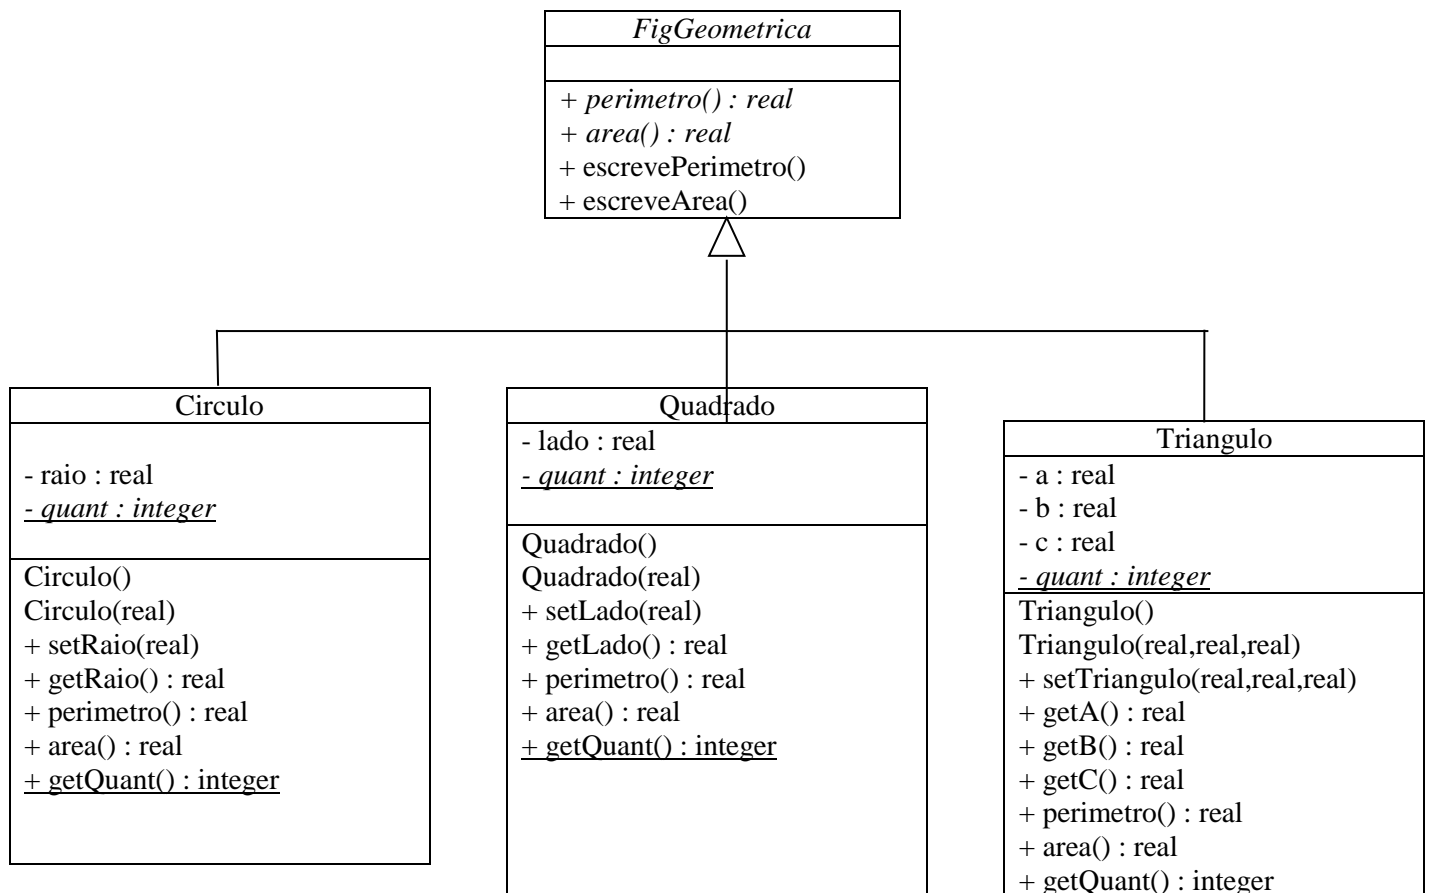 FigGeometrica
+ perimetro() : real
+ area() : real
+ escrevePerimetro()
+ escreveArea()
Circulo
- raio : real
- quant : integer
Circulo()
Circulo(real)
+ setRaio(real)
+ getRaio() : real
+ perimetro() : real
+ area() : real
+ getQuant() : integer
Quadrado
- lado : real
- quant : integer
Quadrado()
Quadrado(real)
+ setLado(real)
+ getLado() : real
+ perimetro() : real
+ area() : real
+ getQuant() : integer
Triangulo
- a : real
- b : real
- c : real
- quant : integer
Triangulo()
Triangulo(real,real,real)
+ setTriangulo(real,real,real)
+ getA() : real
+ getB() : real
+ getC() : real
+ perimetro() : real
+ area() : real
+ getQuant() : integer